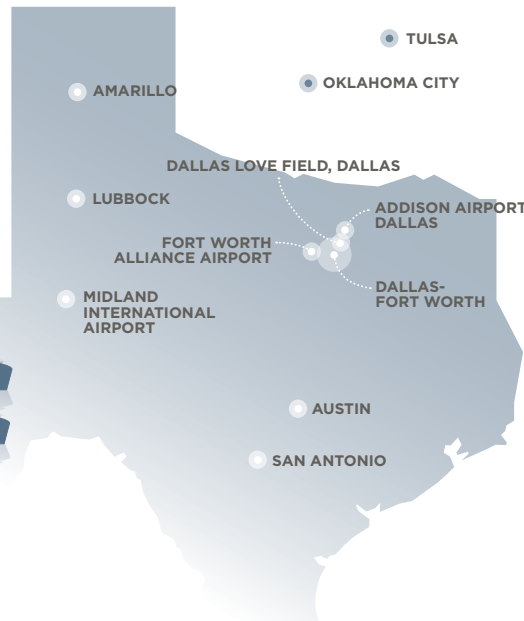 TULSA
OKLAHOMA CITY
AMARILLO
DALLAS LOVE FIELD, DALLAS
LUBBOCK
ADDISON AIRPORT
DALLAS
FORT WORTH
ALLIANCE AIRPORT
DALLAS-
FORT WORTH
MIDLAND
INTERNATIONAL
AIRPORT
AUSTIN
SAN ANTONIO